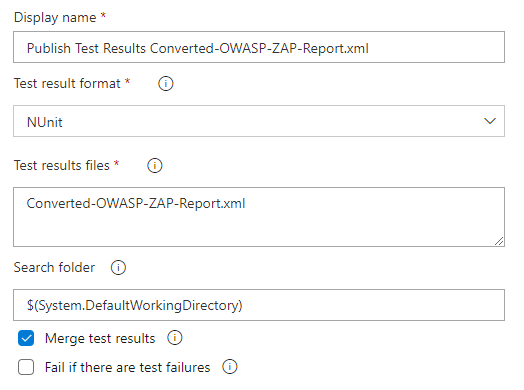 Display name *
Publish Test Results Converted-OWASP-ZAP-Report.xml
Test result format *
NUnit
Test results files *
Converted-OWASP-ZAP-Report.xml
Search folder
$(System.DefaultWorkingDirectory)
Merge test results
Fail if there are test failures